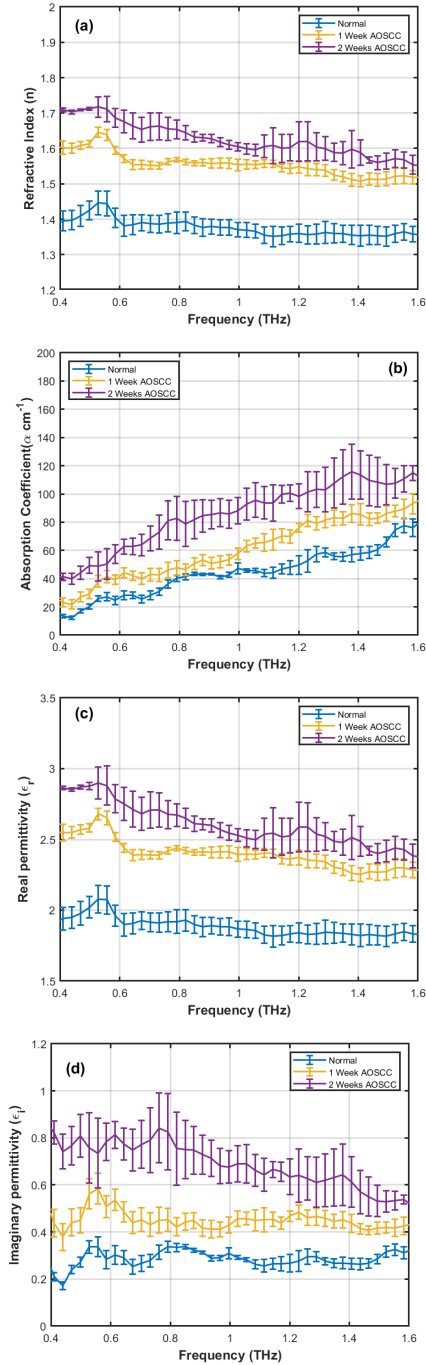 (a)
Normal
1 Week AOSCC
2 Weeks AOSCC
Refractive Index (n)
2
1.9
1.8
1.7
1.6
1.5
1.4
1.3
1.2
0.4 0.6 0.8 1 1.2 1.4 1.6
Frequency (THz)
(b)
Normal
1 Week AOSCC
2 Weeks AOSCC
Absorption Coefficient(α cm-1)
200
180
160
140
120
100
80
60
40
20
0
0.4 0.6 0.8 1 1.2 1.4 1.6
Frequency (THz)
(c)
Normal
1 Week AOSCC
2 Weeks AOSCC
Real permittivity (ϵr)
3.5
3
2.5
2
1.5
0.4 0.6 0.8 1 1.2 1.4 1.6
Frequency (THz)
(d)
Normal
1 Week AOSCC
2 Weeks AOSCC
Imaginary permittivity (ϵi)
1.2
1
0.8
0.6
0.4
0.2
0
0.4 0.6 0.8 1 1.2 1.4 1.6
Frequency (THz)